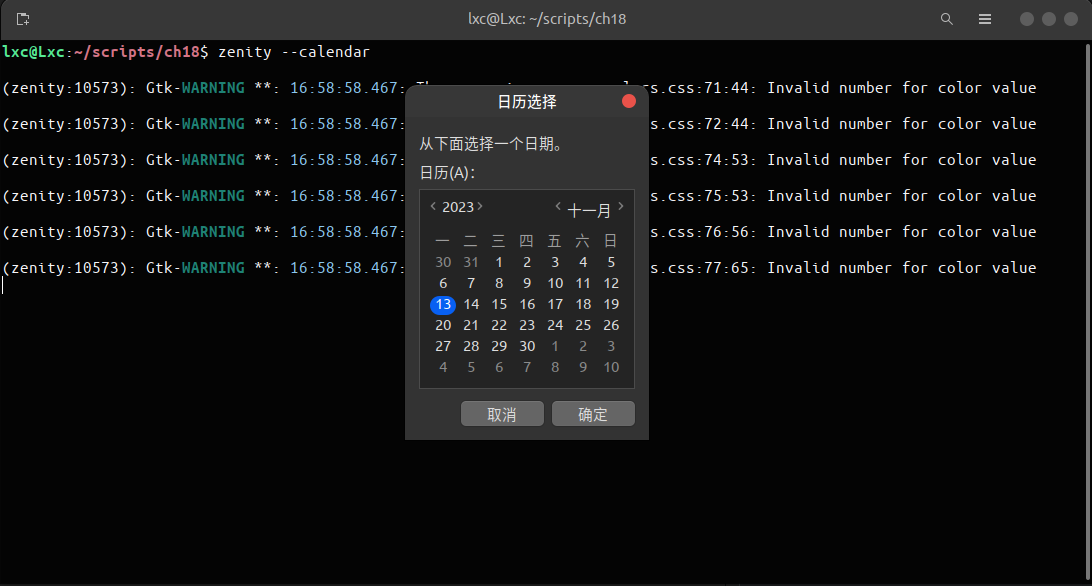 lxc@Lxc: ~/scripts/ch18
lxc@Lxc:~/scripts/ch18$ zenity --calendar
(zenity:10573): Gtk-WARNING **: 16:58:58.467: s.css:71:44: Invalid number for color value
(zenity:10573): Gtk-WARNING **: 16:58:58.467: s.css:72:44: Invalid number for color value
(zenity:10573): Gtk-WARNING **: 16:58:58.467: s.css:74:53: Invalid number for color value
(zenity:10573): Gtk-WARNING **: 16:58:58.467: s.css:75:53: Invalid number for color value
(zenity:10573): Gtk-WARNING **: 16:58:58.467: s.css:76:56: Invalid number for color value
(zenity:10573): Gtk-WARNING **: 16:58:58.467: s.css:77:65: Invalid number for color value
日历选择
从下面选择一个日期。
日历(A):
‹ 2023 › ‹ 十一月 ›
一 二 三 四 五 六 日
30 31 1 2 3 4 5
6 7 8 9 10 11 12
13 14 15 16 17 18 19
20 21 22 23 24 25 26
27 28 29 30 1 2 3
4 5 6 7 8 9 10
取消 确定